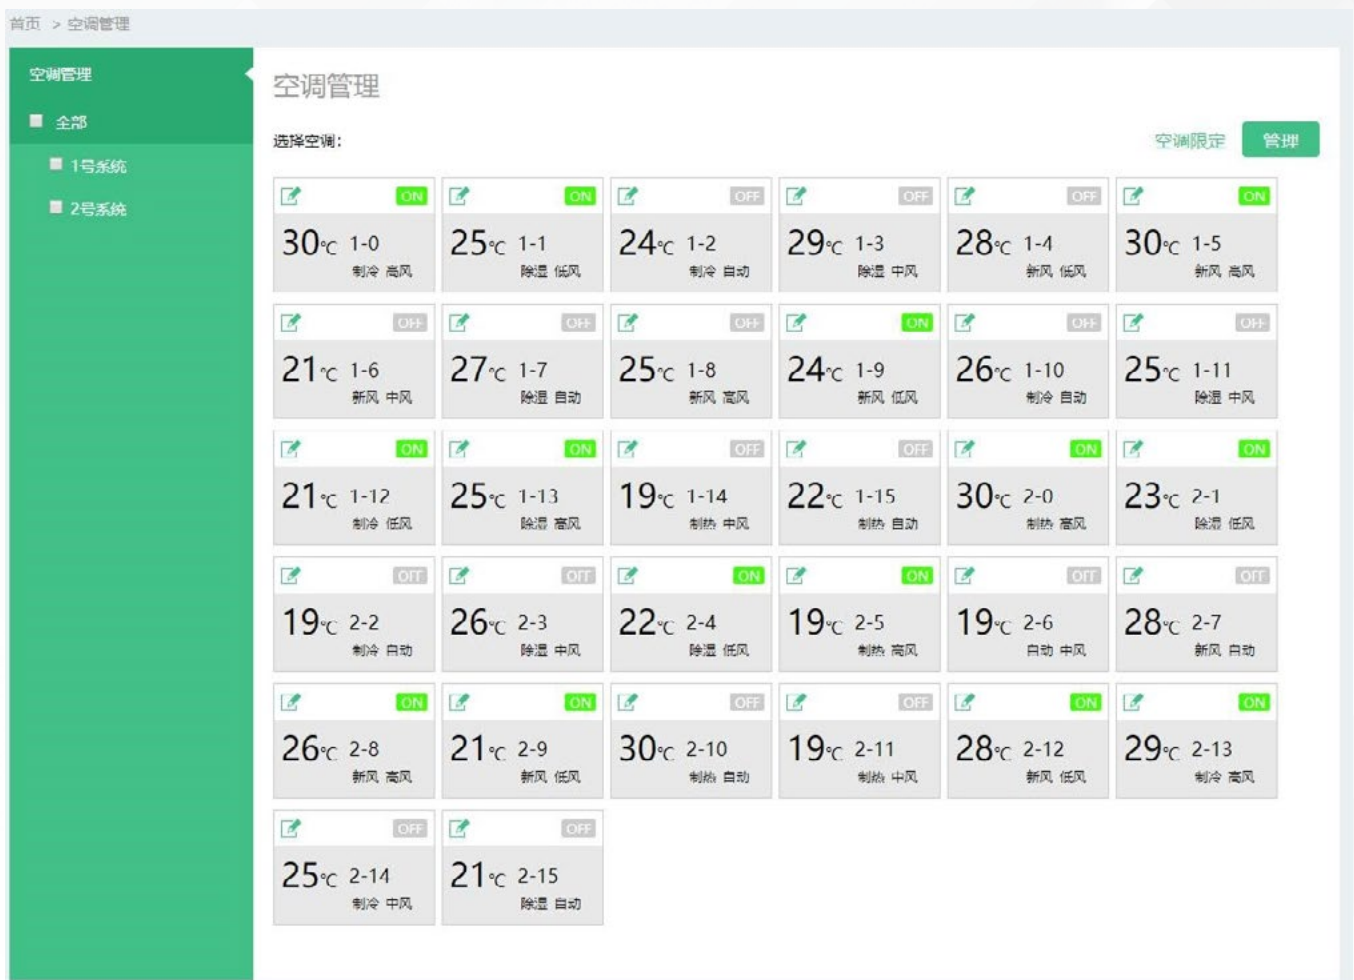 首页 > 空调管理
空调管理
全部
1号系统
2号系统
空调管理
选择空调：
空调限定 管理
ON ON OFF OFF OFF ON
30℃ 1-0 25℃ 1-1 24℃ 1-2 29℃ 1-3 28℃ 1-4 30℃ 1-5
制冷 高风 除湿 低风 制冷 自动 除湿 中风 新风 低风 新风 高风
OFF OFF OFF ON OFF OFF
21℃ 1-6 27℃ 1-7 25℃ 1-8 24℃ 1-9 26℃ 1-10 25℃ 1-11
新风 中风 除湿 自动 新风 高风 新风 低风 制冷 自动 除湿 中风
ON ON OFF OFF ON ON
21℃ 1-12 25℃ 1-13 19℃ 1-14 22℃ 1-15 30℃ 2-0 23℃ 2-1
制冷 低风 除湿 高风 制热 中风 制热 自动 制热 高风 除湿 低风
OFF OFF ON ON OFF OFF
19℃ 2-2 26℃ 2-3 22℃ 2-4 19℃ 2-5 19℃ 2-6 28℃ 2-7
制冷 自动 除湿 中风 除湿 低风 制热 高风 自动 中风 新风 自动
ON ON OFF OFF ON ON
26℃ 2-8 21℃ 2-9 30℃ 2-10 19℃ 2-11 28℃ 2-12 29℃ 2-13
新风 高风 新风 低风 制热 自动 制热 中风 新风 低风 制冷 高风
OFF OFF
25℃ 2-14 21℃ 2-15
制冷 中风 除湿 自动